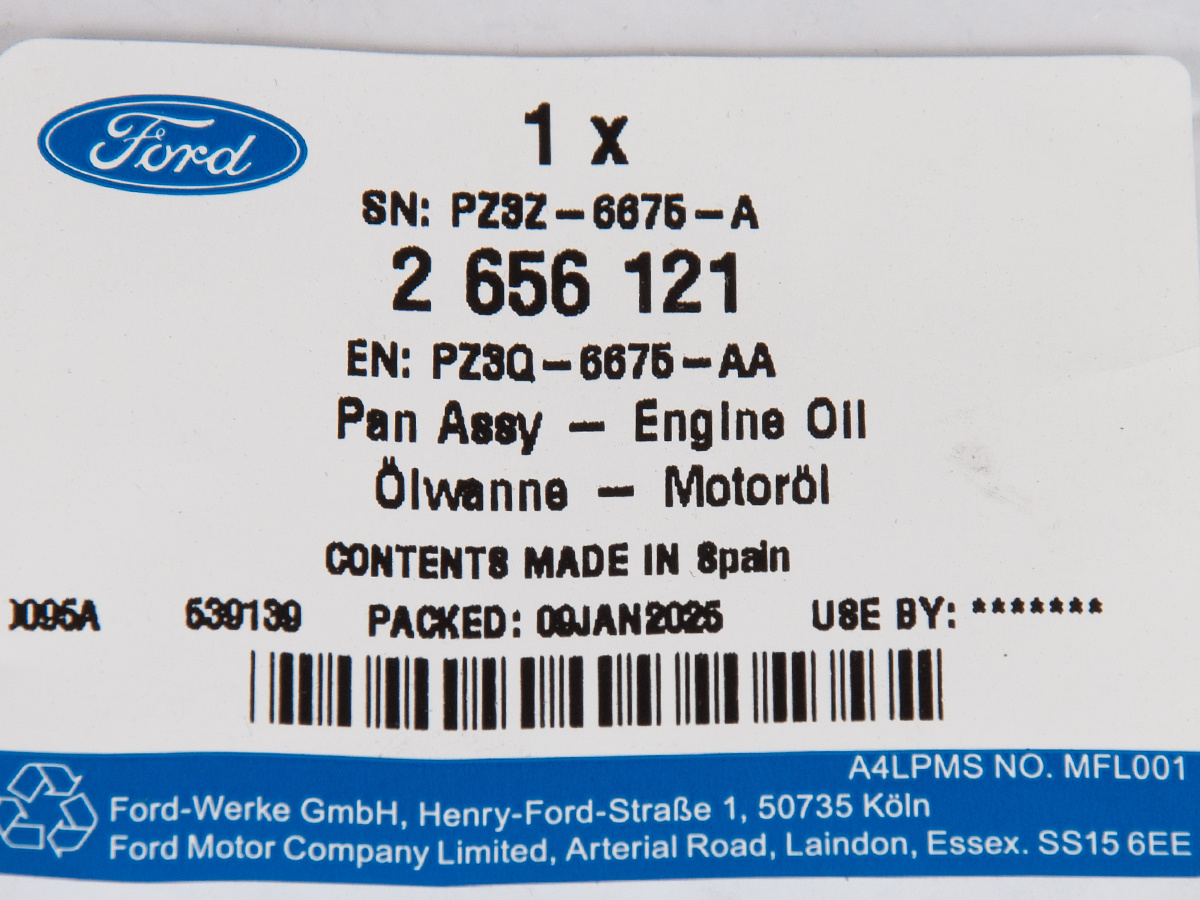 Ford
1 x
SN: PZ3Z-6675-A
2 656 121
EN: PZ3Q-6675-AA
Pan Assy - Engine Oil
Ölwanne - Motoröl
CONTENTS MADE IN Spain
539139 PACKED: 09JAN2025 USE BY: *******
A4LPMS NO. MFL001
Ford-Werke GmbH, Henry-Ford-Straße 1, 50735 Köln
Ford Motor Company Limited, Arterial Road, Laindon, Essex. SS15 6EE